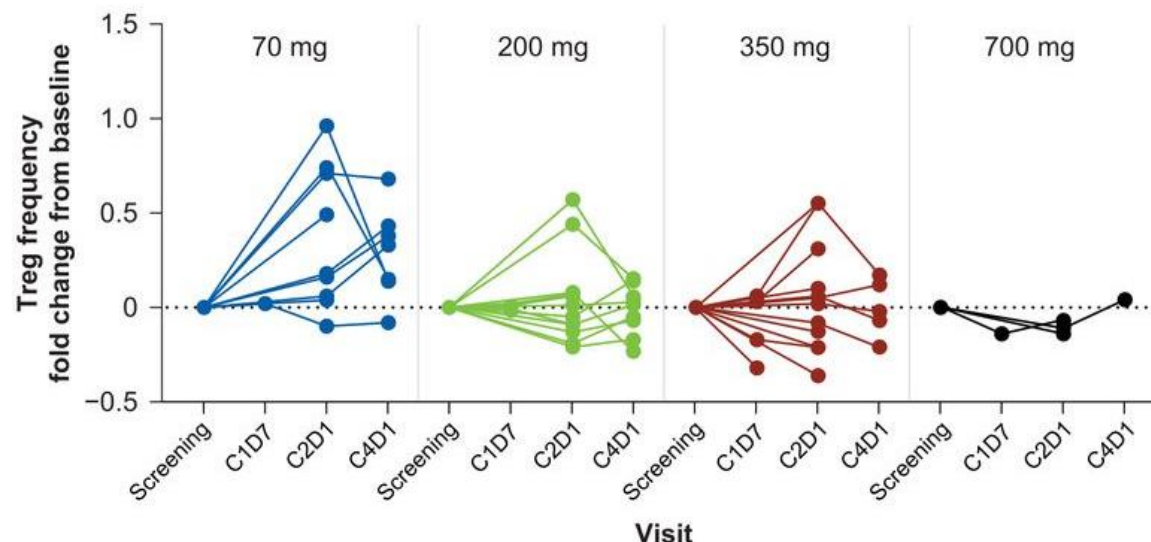 Treg frequency
fold change from baseline
1.5
1.0
0.5
0
−0.5
70 mg
200 mg
350 mg
700 mg
Screening
C1D7
C2D1
C4D1
Screening
C1D7
C2D1
C4D1
Screening
C1D7
C2D1
C4D1
Screening
C1D7
C2D1
C4D1
Visit